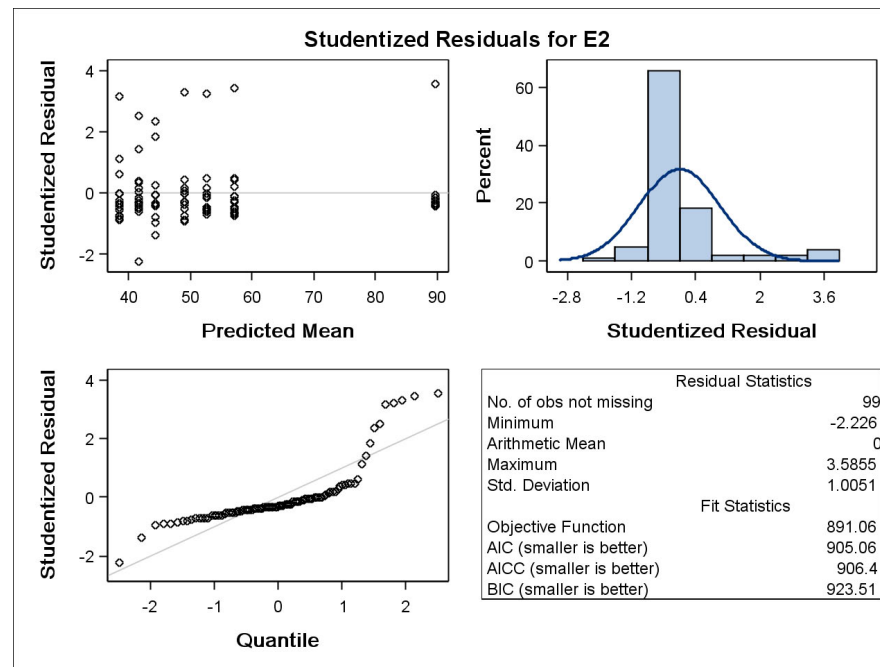 Studentized Residuals for E2
Studentized Residual
4
2
0
-2
40 50 60 70 80 90
Predicted Mean
Percent
60
40
20
0
-2.8 -1.2 0.4 2 3.6
Studentized Residual
Studentized Residual
4
2
0
-2
-2 -1 0 1 2
Quantile
Residual Statistics
No. of obs not missing 99
Minimum -2.226
Arithmetic Mean 0
Maximum 3.5855
Std. Deviation 1.0051
Fit Statistics
Objective Function 891.06
AIC (smaller is better) 905.06
AICC (smaller is better) 906.4
BIC (smaller is better) 923.51